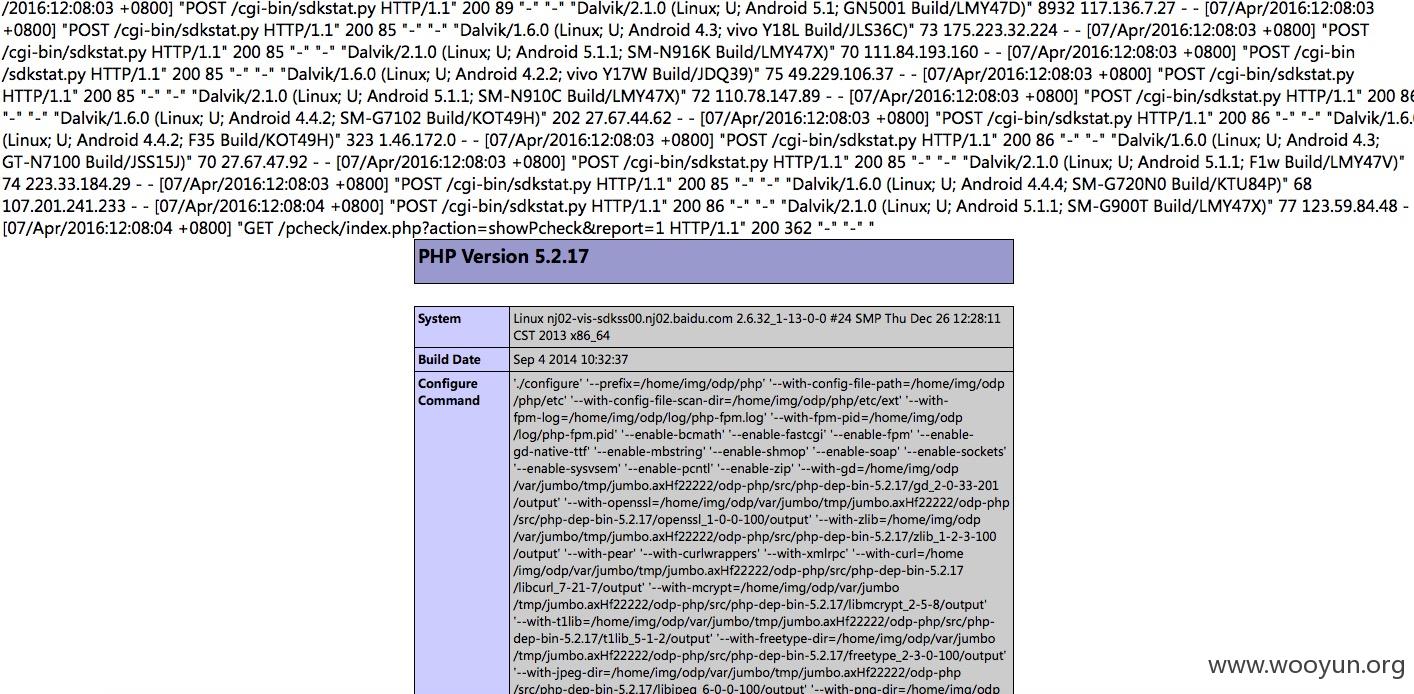 /2016:12:08:03 +0800] "POST /cgi-bin/sdkstat.py HTTP/1.1" 200 89 "-" "-" "Dalvik/2.1.0 (Linux; U; Android 5.1; GN5001 Build/LMY47D)" 8932 117.136.7.27 - - [07/Apr/2016:12:08:03
+0800] "POST /cgi-bin/sdkstat.py HTTP/1.1" 200 85 "-" "-" "Dalvik/1.6.0 (Linux; U; Android 4.3; vivo Y18L Build/JLS36C)" 73 175.223.32.224 - - [07/Apr/2016:12:08:03 +0800] "POST
/cgi-bin/sdkstat.py HTTP/1.1" 200 85 "-" "-" "Dalvik/2.1.0 (Linux; U; Android 5.1.1; SM-N916K Build/LMY47X)" 70 111.84.193.160 - - [07/Apr/2016:12:08:03 +0800] "POST /cgi-bin
/sdkstat.py HTTP/1.1" 200 85 "-" "-" "Dalvik/1.6.0 (Linux; U; Android 4.2.2; vivo Y17W Build/JDQ39)" 75 49.229.106.37 - - [07/Apr/2016:12:08:03 +0800] "POST /cgi-bin/sdkstat.py
HTTP/1.1" 200 85 "-" "-" "Dalvik/2.1.0 (Linux; U; Android 5.1.1; SM-N910C Build/LMY47X)" 72 110.78.147.89 - - [07/Apr/2016:12:08:03 +0800] "POST /cgi-bin/sdkstat.py HTTP/1.1" 200 86
"-" "-" "Dalvik/1.6.0 (Linux; U; Android 4.4.2; SM-G7102 Build/KOT49H)" 202 27.67.44.62 - - [07/Apr/2016:12:08:03 +0800] "POST /cgi-bin/sdkstat.py HTTP/1.1" 200 86 "-" "-" "Dalvik/1.6.
(Linux; U; Android 4.4.2; F35 Build/KOT49H)" 323 1.46.172.0 - - [07/Apr/2016:12:08:03 +0800] "POST /cgi-bin/sdkstat.py HTTP/1.1" 200 86 "-" "-" "Dalvik/1.6.0 (Linux; U; Android 4.3;
GT-N7100 Build/JSS15J)" 70 27.67.47.92 - - [07/Apr/2016:12:08:03 +0800] "POST /cgi-bin/sdkstat.py HTTP/1.1" 200 85 "-" "-" "Dalvik/2.1.0 (Linux; U; Android 5.1.1; F1w Build/LMY47V)"
74 223.33.184.29 - - [07/Apr/2016:12:08:03 +0800] "POST /cgi-bin/sdkstat.py HTTP/1.1" 200 85 "-" "-" "Dalvik/1.6.0 (Linux; U; Android 4.4.4; SM-G720N0 Build/KTU84P)" 68
107.201.241.233 - - [07/Apr/2016:12:08:04 +0800] "POST /cgi-bin/sdkstat.py HTTP/1.1" 200 86 "-" "-" "Dalvik/2.1.0 (Linux; U; Android 5.1.1; SM-G900T Build/LMY47X)" 77 123.59.84.48 -
[07/Apr/2016:12:08:04 +0800] "GET /pcheck/index.php?action=showPcheck&report=1 HTTP/1.1" 200 362 "-" "-" "
PHP Version 5.2.17
System
Linux nj02-vis-sdkss00.nj02.baidu.com 2.6.32_1-13-0-0 #24 SMP Thu Dec 26 12:28:11
CST 2013 x86_64
Build Date
Sep 4 2014 10:32:37
Configure
Command
'./configure' '--prefix=/home/img/odp/php' '--with-config-file-path=/home/img/odp
/php/etc' '--with-config-file-scan-dir=/home/img/odp/php/etc/ext' '--with-
fpm-log=/home/img/odp/log/php-fpm.log' '--with-fpm-pid=/home/img/odp
/log/php-fpm.pid' '--enable-bcmath' '--enable-fastcgi' '--enable-fpm' '--enable-
gd-native-ttf' '--enable-mbstring' '--enable-shmop' '--enable-soap' '--enable-sockets'
'--enable-sysvsem' '--enable-pcntl' '--enable-zip' '--with-gd=/home/img/odp
/var/jumbo/tmp/jumbo.axHf22222/odp-php/src/php-dep-bin-5.2.17/gd_2-0-33-201
/output' '--with-openssl=/home/img/odp/var/jumbo/tmp/jumbo.axHf22222/odp-php
/src/php-dep-bin-5.2.17/openssl_1-0-0-100/output' '--with-zlib=/home/img/odp
/var/jumbo/tmp/jumbo.axHf22222/odp-php/src/php-dep-bin-5.2.17/zlib_1-2-3-100
/output' '--with-pear' '--with-curlwrappers' '--with-xmlrpc' '--with-curl=/home
/img/odp/var/jumbo/tmp/jumbo.axHf22222/odp-php/src/php-dep-bin-5.2.17
/libcurl_7-21-7/output' '--with-mcrypt=/home/img/odp/var/jumbo
/tmp/jumbo.axHf22222/odp-php/src/php-dep-bin-5.2.17/libmcrypt_2-5-8/output'
'--with-t1lib=/home/img/odp/var/jumbo/tmp/jumbo.axHf22222/odp-php/src/php-
dep-bin-5.2.17/t1lib_5-1-2/output' '--with-freetype-dir=/home/img/odp/var/jumbo
/tmp/jumbo.axHf22222/odp-php/src/php-dep-bin-5.2.17/freetype_2-3-0-100/output'
'--with-jpeg-dir=/home/img/odp/var/jumbo/tmp/jumbo.axHf22222/odp-php
/src/php-dep-bin-5.2.17/libjpeg_6-0-0-100/output' '--with-png-dir=/home/img/odp
www.wooyun.org